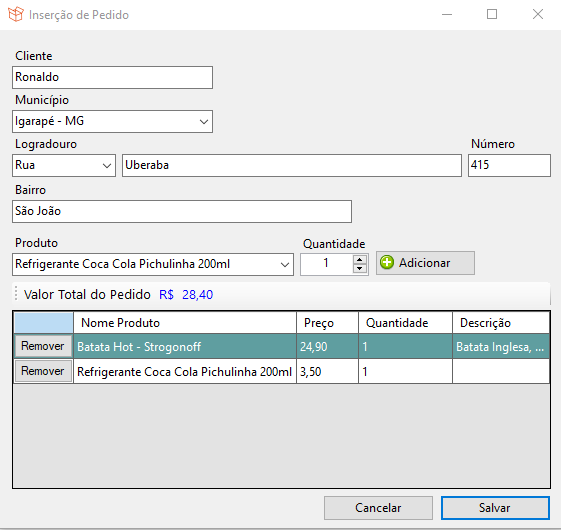 Inserção de Pedido
Cliente
Ronaldo
Município
Igarapé - MG
Logradouro Número
Rua Uberaba 415
Bairro
São João
Produto Quantidade
Refrigerante Coca Cola Pichulinha 200ml 1 Adicionar
Valor Total do Pedido R$ 28,40
Nome Produto Preço Quantidade Descrição
Remover Batata Hot - Strogonoff 24,90 1 Batata Inglesa, ...
Remover Refrigerante Coca Cola Pichulinha 200ml 3,50 1
Cancelar Salvar